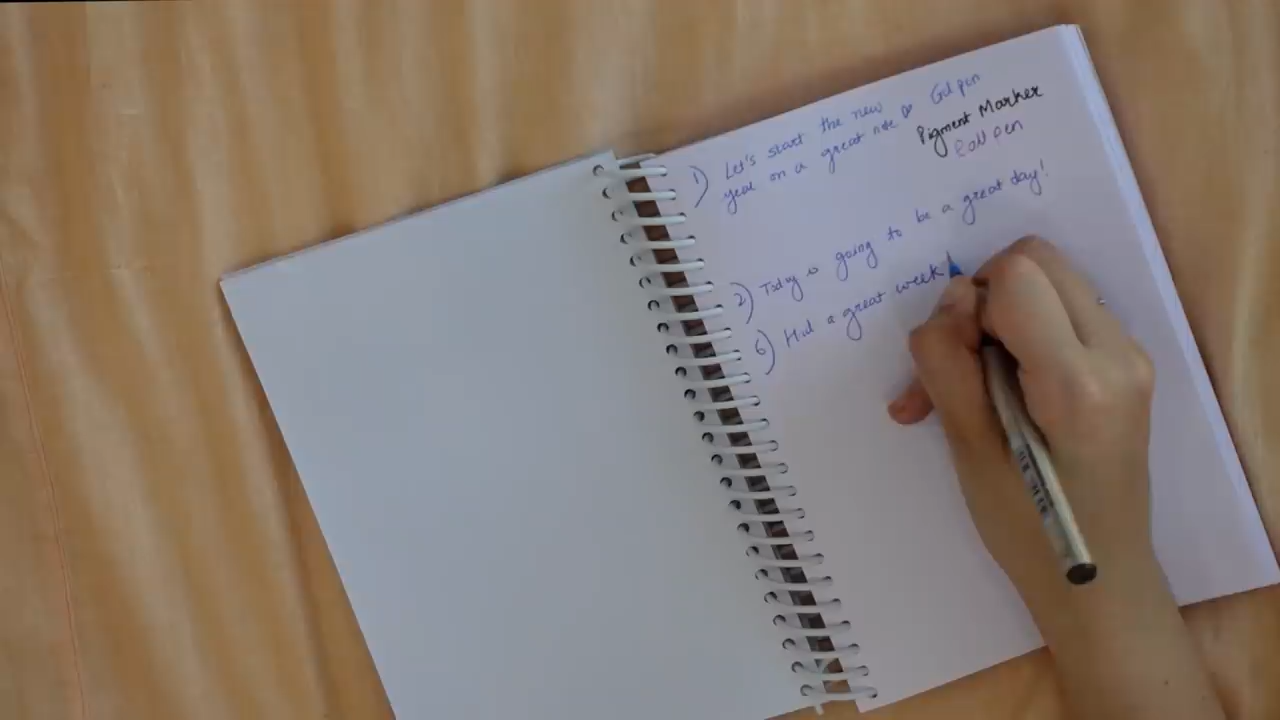 1) Let's start the new
year on a great note
Gel pen
Pigment Marker
Ball pen
2) Today is going to be a great day!
6) a great week